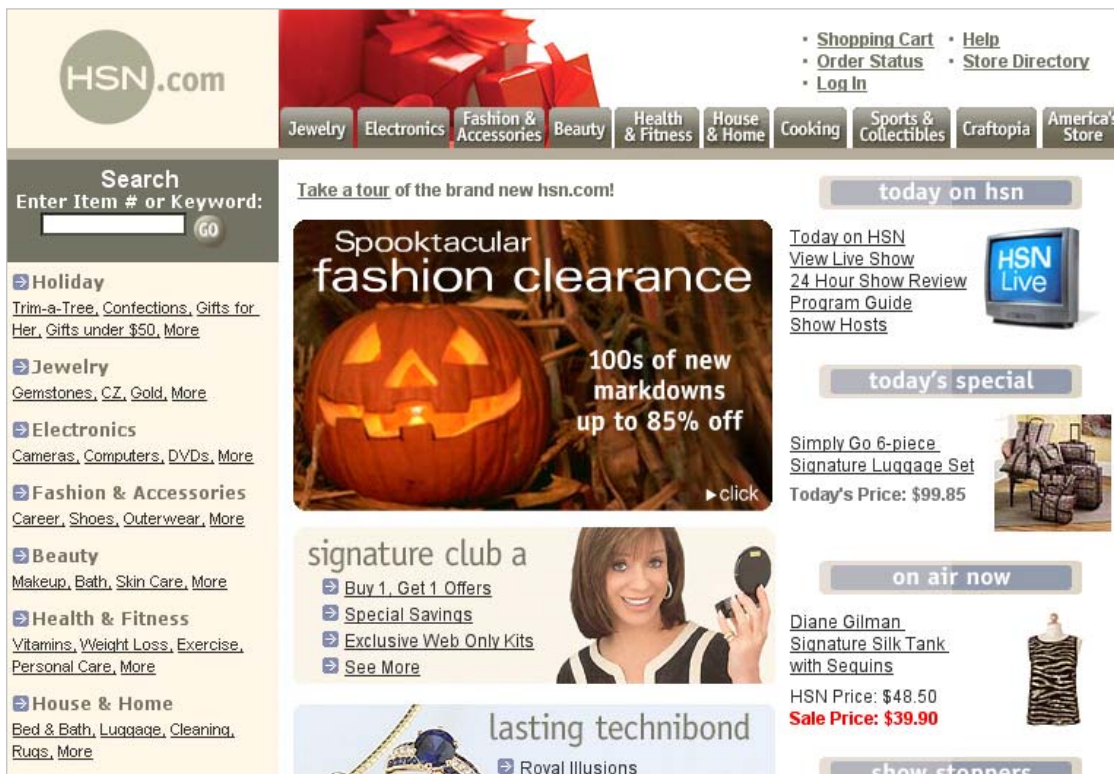 HSN.com
Shopping Cart
Help
Order Status
Store Directory
Log In
Jewelry
Electronics
Fashion &
Accessories
Beauty
Health
& Fitness
House
& Home
Cooking
Sports &
Collectibles
Craftopia
America's
Store
Search
Enter Item # or Keyword:
GO
Holiday
Trim-a-Tree, Confections, Gifts for
Her, Gifts under $50, More
Jewelry
Gemstones, CZ, Gold, More
Electronics
Cameras, Computers, DVDs, More
Fashion & Accessories
Career, Shoes, Outerwear, More
Beauty
Makeup, Bath, Skin Care, More
Health & Fitness
Vitamins, Weight Loss, Exercise,
Personal Care, More
House & Home
Bed & Bath, Luggage, Cleaning,
Rugs, More
Take a tour of the brand new hsn.com!
Spooktacular
fashion clearance
100s of new
markdowns
up to 85% off
click
signature club a
Buy 1, Get 1 Offers
Special Savings
Exclusive Web Only Kits
See More
lasting technibond
Royal Illusions
today on hsn
Today on HSN
View Live Show
24 Hour Show Review
Program Guide
Show Hosts
HSN
Live
today's special
Simply Go 6-piece
Signature Luggage Set
Today's Price: $99.85
on air now
Diane Gilman
Signature Silk Tank
with Sequins
HSN Price: $48.50
Sale Price: $39.90
show stoppers